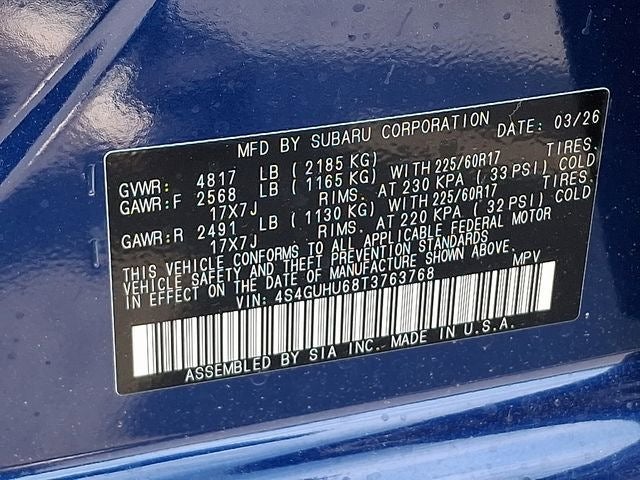 MFD BY SUBARU CORPORATION DATE: 03/26
GVWR: 4817 LB ( 2185 KG)
GAWR:F 2568 LB ( 1165 KG) WITH 225/60R17 TIRES.
17X7J RIMS. AT 230 KPA ( 33 PSI) COLD
GAWR:R 2491 LB ( 1130 KG) WITH 225/60R17 TIRES.
17X7J RIMS. AT 220 KPA ( 32 PSI) COLD
THIS VEHICLE CONFORMS TO ALL APPLICABLE FEDERAL MOTOR
VEHICLE SAFETY AND THEFT PREVENTION STANDARDS
IN EFFECT ON DATE OF MANUFACTURE SHOWN ABOVE.
VIN: 4S4GUHU68T3763768 MPV
ASSEMBLED BY SIA INC. MADE IN U.S.A.